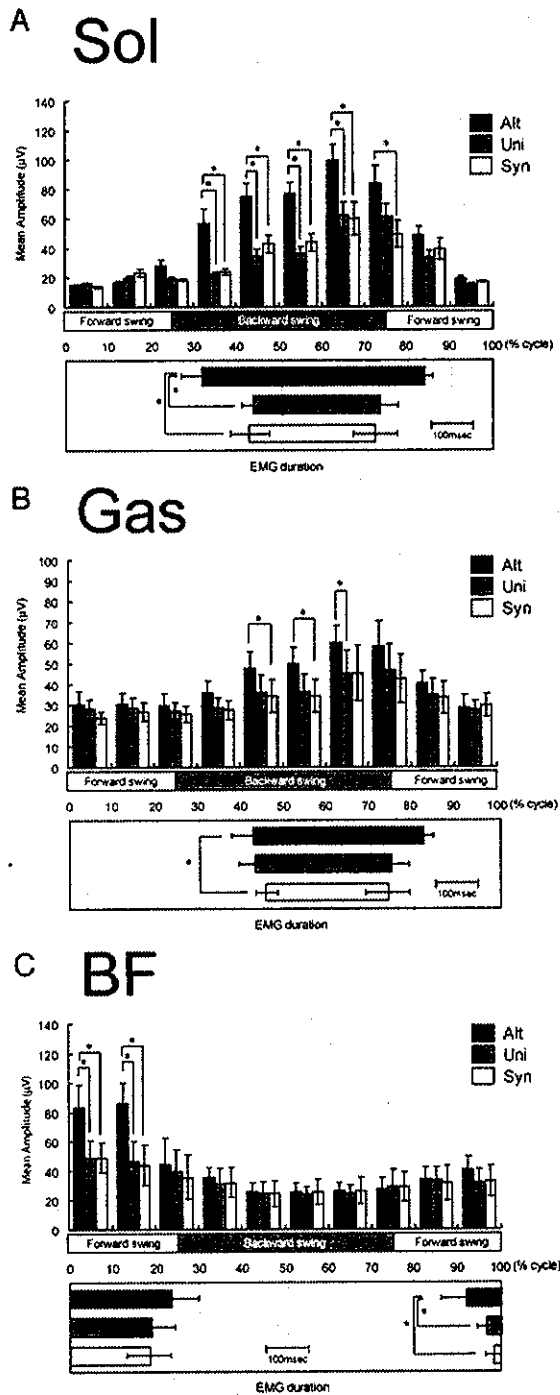 A
Sol
Mean Amplitude (μV)
140
120
100
80
60
40
20
0
Alt
Uni
Syn
* * * * * * * * *
Forward swing Backward swing Forward swing
0 10 20 30 40 50 60 70 80 90 100 (% cycle)
* *
100msec
EMG duration
B
Gas
Mean Amplitude (μV)
100
90
80
70
60
50
40
30
20
10
0
Alt
Uni
Syn
* * *
Forward swing Backward swing Forward swing
0 10 20 30 40 50 60 70 80 90 100 (% cycle)
*
100msec
EMG duration
C
BF
Mean Amplitude (μV)
140
120
100
80
60
40
20
0
Alt
Uni
Syn
* * * *
Forward swing Backward swing Forward swing
0 10 20 30 40 50 60 70 80 90 100 (% cycle)
* *
100msec
EMG duration